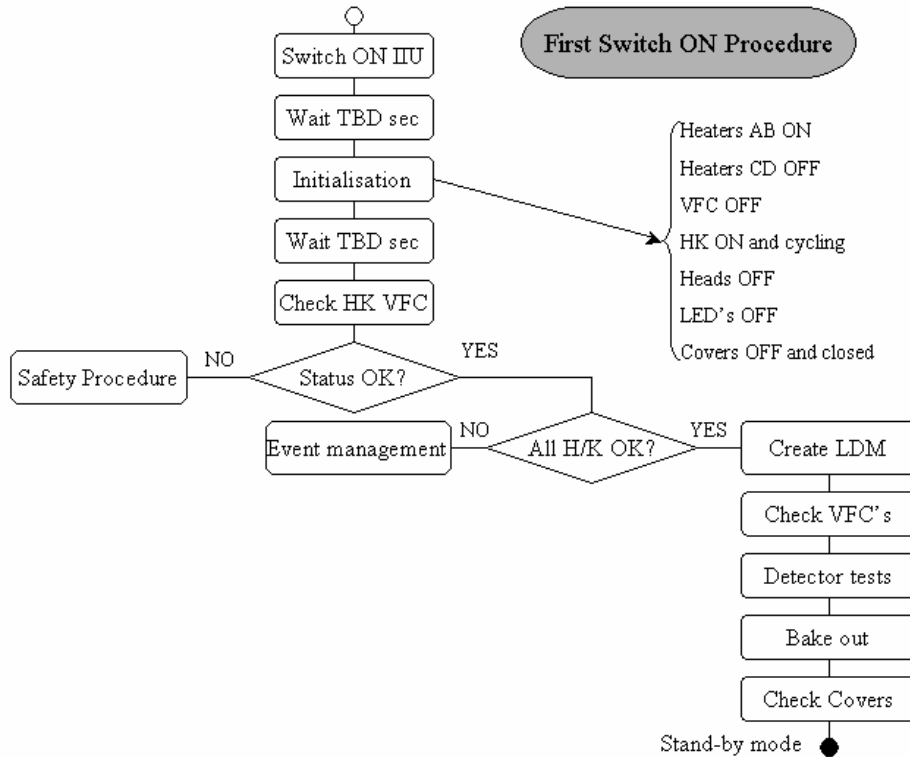 First Switch ON Procedure
Switch ON IIU
Wait TBD sec
Initialisation
Wait TBD sec
Check HK VFC
Heaters AB ON
Heaters CD OFF
VFC OFF
HK ON and cycling
Heads OFF
LED's OFF
Covers OFF and closed
Status OK?
NO
YES
Safety Procedure
All H/K OK?
NO
YES
Event management
Create LDM
Check VFC's
Detector tests
Bake out
Check Covers
Stand-by mode